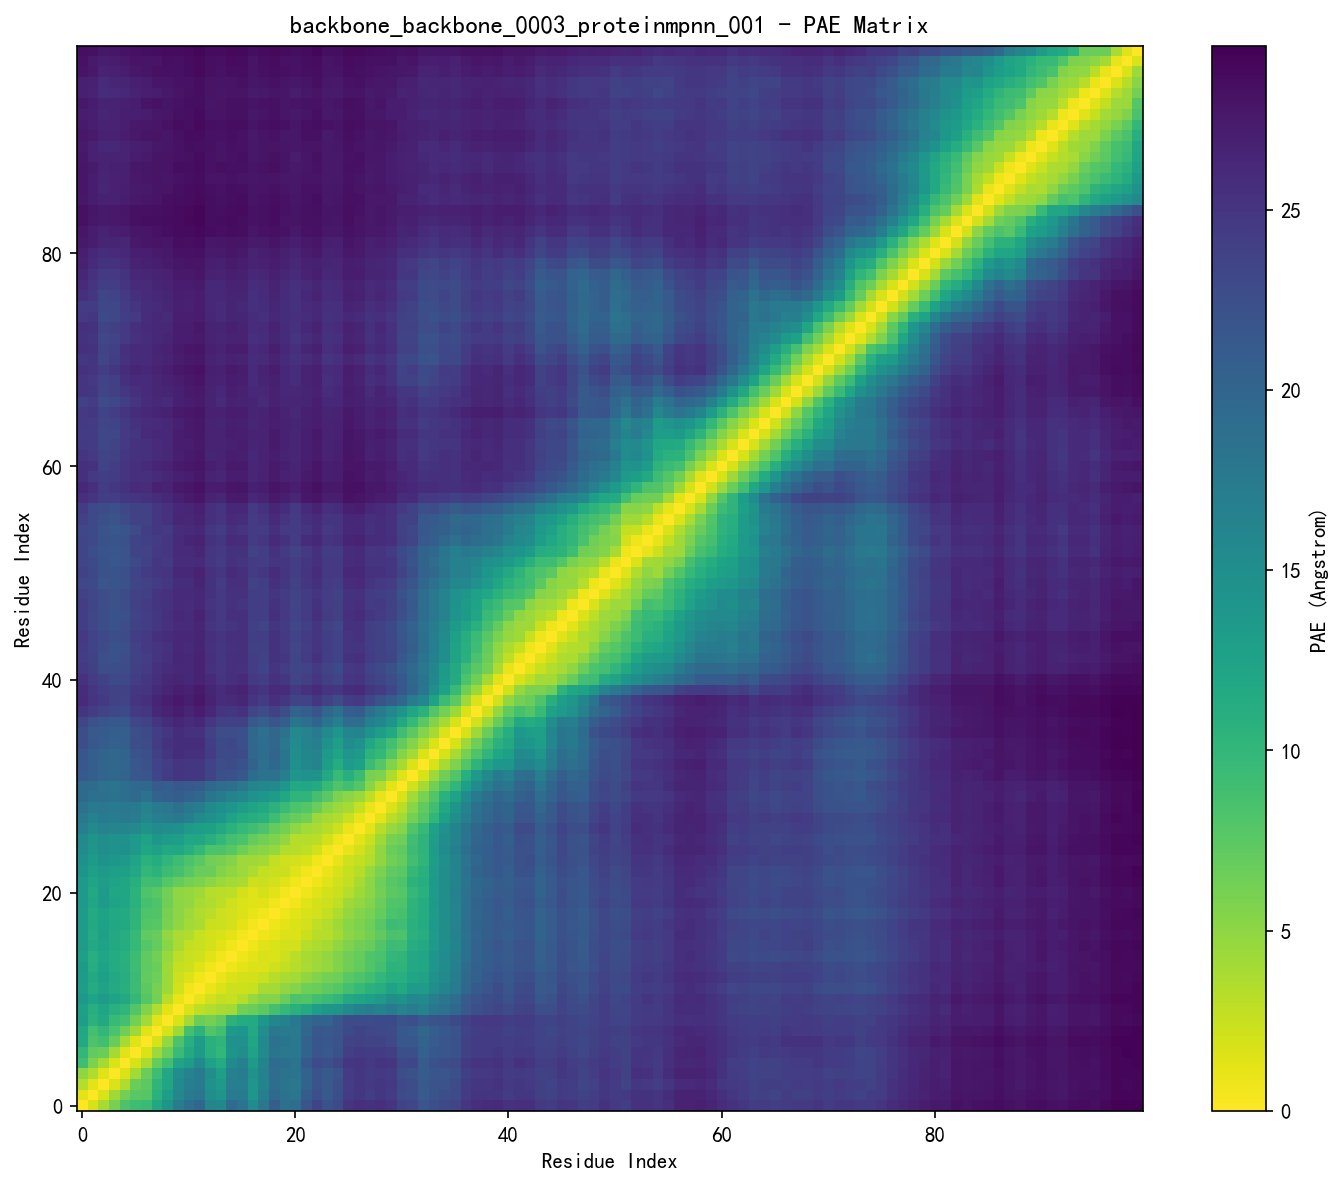 backbone_backbone_0003_proteinmpnn_001 - PAE Matrix
Residue Index
80
60
40
20
0
0 20 40 60 80
Residue Index
25
20
15
10
5
0
PAE (Angstrom)